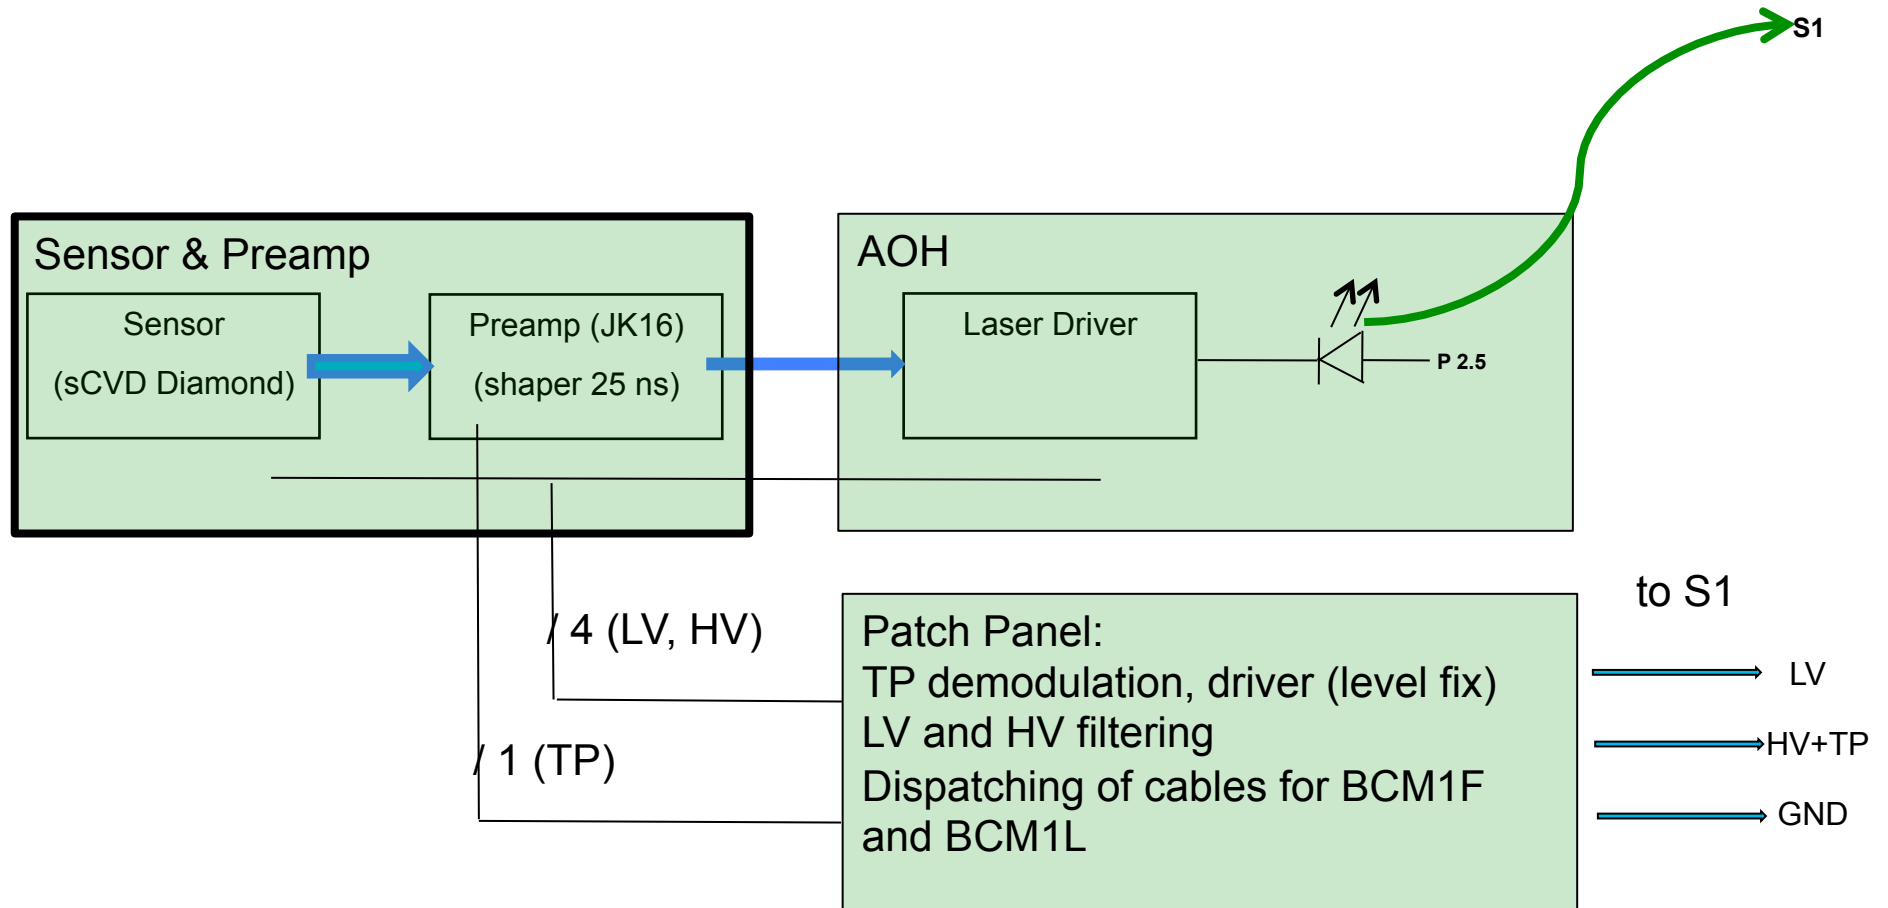 S1
Sensor & Preamp
Sensor
(sCVD Diamond)
Preamp (JK16)
(shaper 25 ns)
AOH
Laser Driver
P 2.5
/ 4 (LV, HV)
/ 1 (TP)
Patch Panel:
TP demodulation, driver (level fix)
LV and HV filtering
Dispatching of cables for BCM1F
and BCM1L
to S1
LV
HV+TP
GND